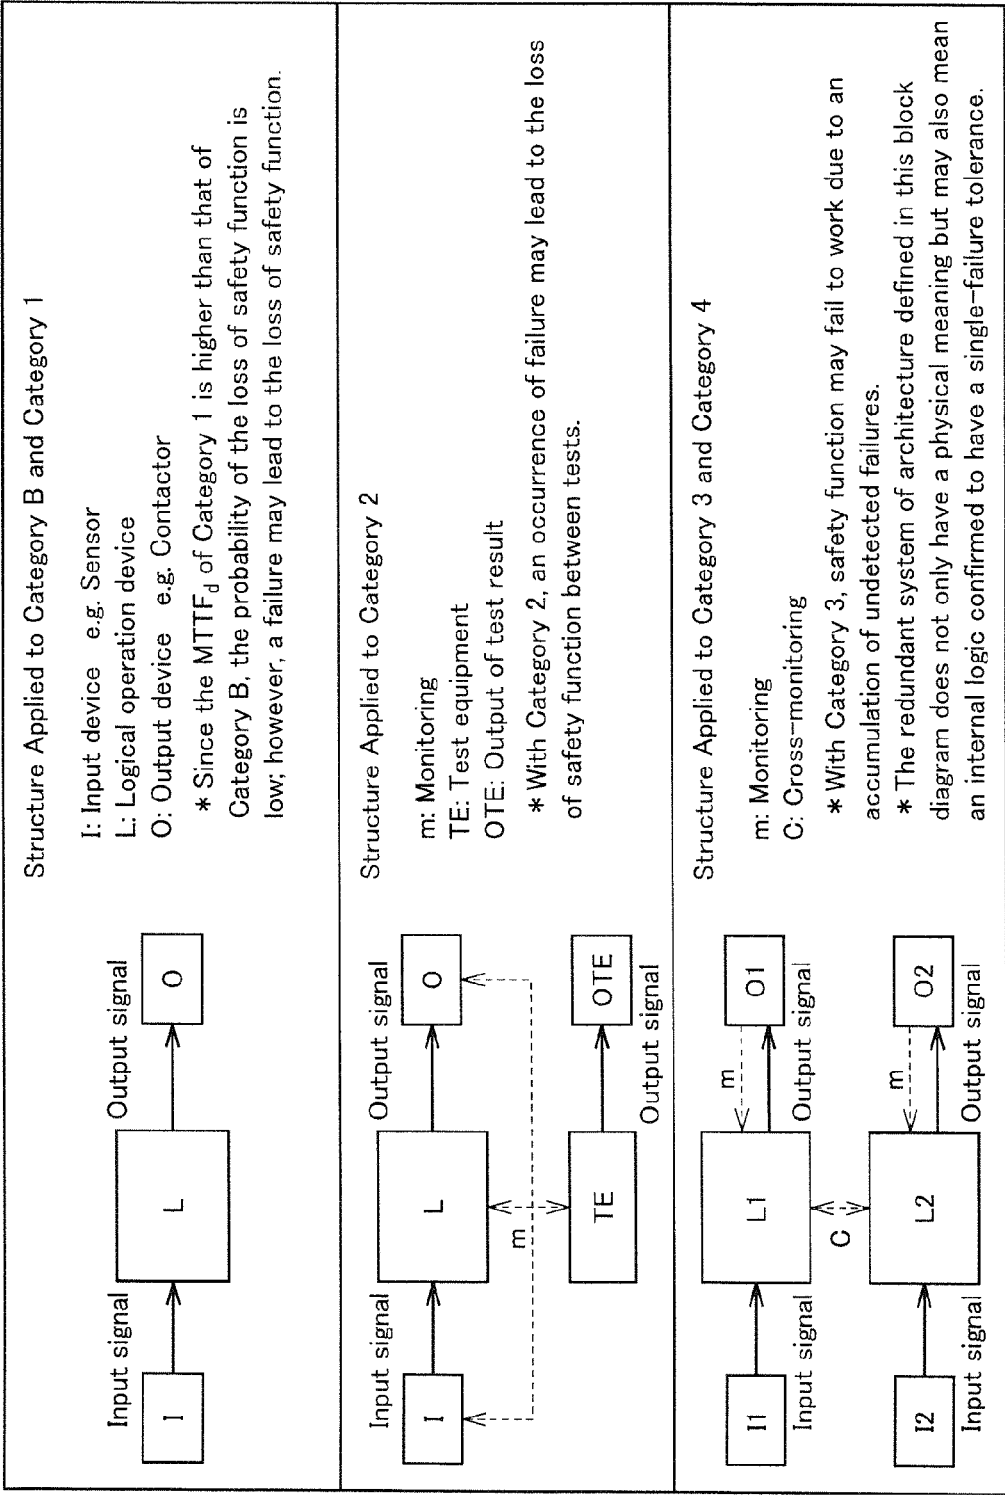 Structure Applied to Category B and Category 1
Input signal
Output signal
I
L
O
I: Input device e.g. Sensor
L: Logical operation device
O: Output device e.g. Contactor
* Since the MTTFd of Category 1 is higher than that of
Category B, the probability of the loss of safety function is
low; however, a failure may lead to the loss of safety function.
Structure Applied to Category 2
Input signal
Output signal
I
L
O
m
TE
OTE
Output signal
m: Monitoring
TE: Test equipment
OTE: Output of test result
* With Category 2, an occurrence of failure may lead to the loss
of safety function between tests.
Structure Applied to Category 3 and Category 4
I1
L1
m
O1
Input signal
Output signal
C
I2
L2
m
O2
Input signal
Output signal
m: Monitoring
C: Cross-monitoring
* With Category 3, safety function may fail to work due to an
accumulation of undetected failures.
* The redundant system of architecture defined in this block
diagram does not only have a physical meaning but may also mean
an internal logic confirmed to have a single-failure tolerance.